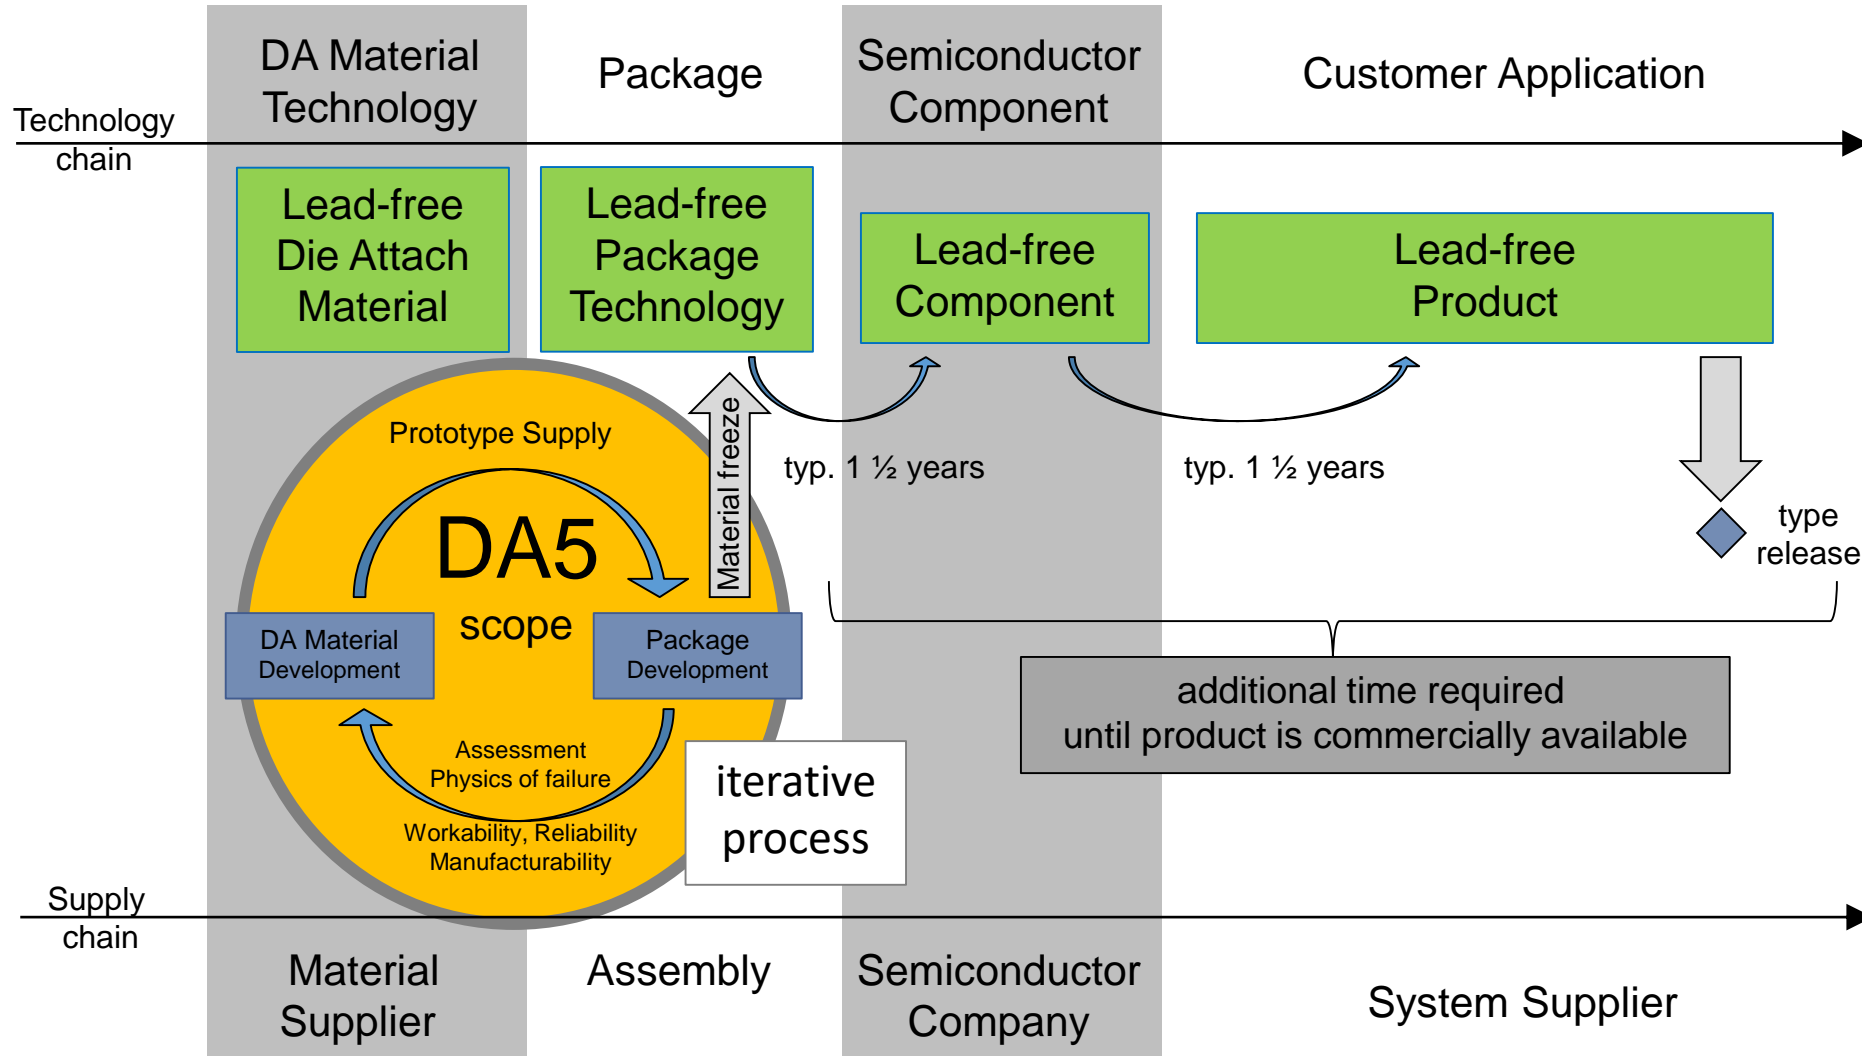 DA Material
Technology
Package
Semiconductor
Component
Customer Application
Technology
chain
Lead-free
Die Attach
Material
Lead-free
Package
Technology
Lead-free
Component
Lead-free
Product
Prototype Supply
Material freeze
typ. 1 ½ years
typ. 1 ½ years
DA5
scope
type
release
DA Material
Development
Package
Development
additional time required
until product is commercially available
Assessment
Physics of failure
iterative
process
Workability, Reliability
Manufacturability
Supply
chain
Material
Supplier
Assembly
Semiconductor
Company
System Supplier